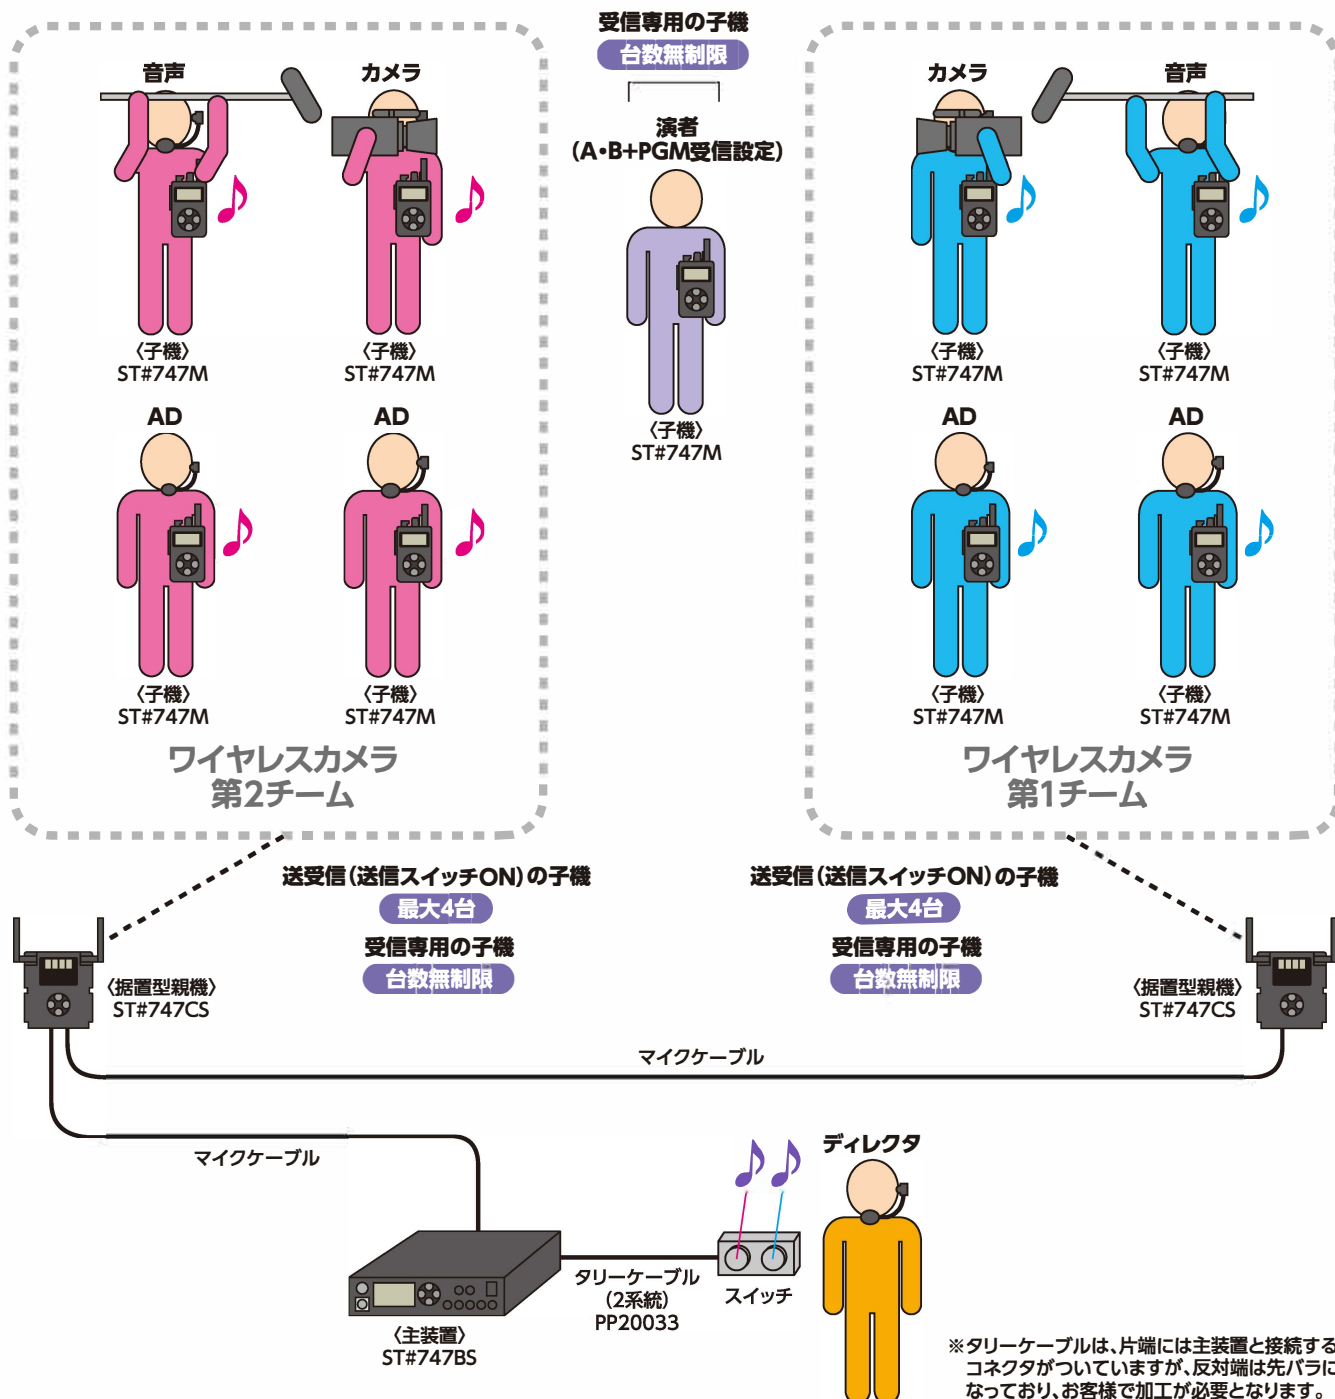 受信専用の子機
台数無制限
音声
カメラ
演者
(A・B+PGM受信設定)
カメラ
音声
〈子機〉
ST#747M
〈子機〉
ST#747M
〈子機〉
ST#747M
〈子機〉
ST#747M
〈子機〉
ST#747M
AD
AD
AD
AD
〈子機〉
ST#747M
〈子機〉
ST#747M
〈子機〉
ST#747M
〈子機〉
ST#747M
ワイヤレスカメラ
第2チーム
ワイヤレスカメラ
第1チーム
送受信(送信スイッチON)の子機
最大4台
受信専用の子機
台数無制限
送受信(送信スイッチON)の子機
最大4台
受信専用の子機
台数無制限
〈据置型親機〉
ST#747CS
〈据置型親機〉
ST#747CS
マイクケーブル
マイクケーブル
ディレクタ
タリーケーブル
(2系統)
PP20033
スイッチ
〈主装置〉
ST#747BS
※タリーケーブルは、片端には主装置と接続する
コネクタがついていますが、反対端は先バラに
なっており、お客様で加工が必要となります。